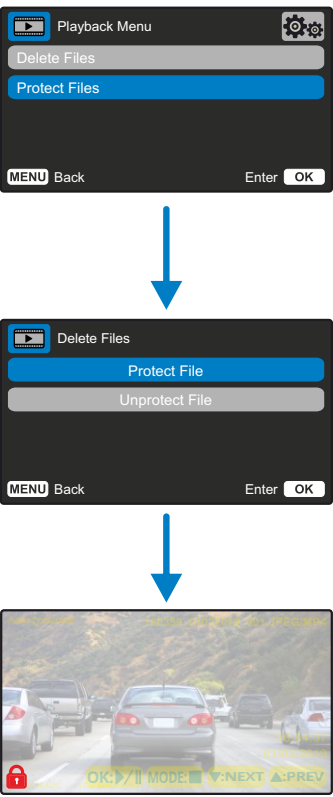 Playback Menu
Delete Files
Protect Files
MENU Back Enter OK
Delete Files
Protect File
Unprotect File
MENU Back Enter OK
OK:▶/II MODE:■ ▼:NEXT ▲:PREV